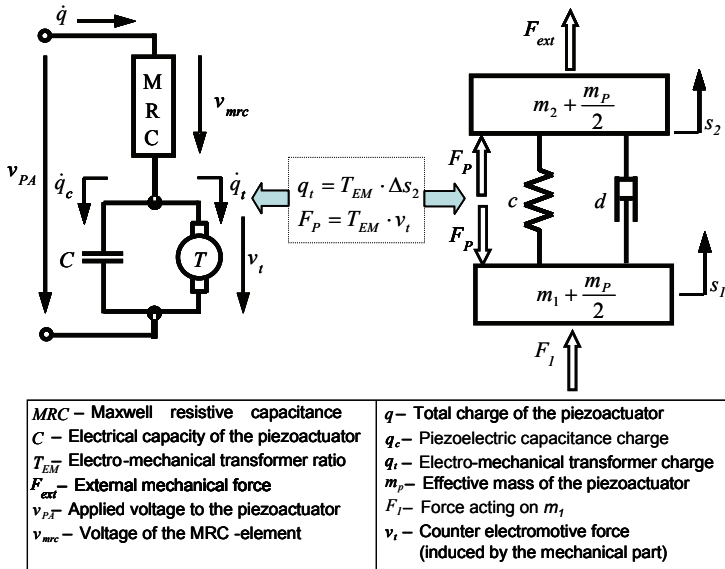 q̇
M
R
C
v_mrc
v_PA
q̇_c
q̇_t
C
T
v_t
q_t = T_EM · Δs_2
F_P = T_EM · v_t
F_ext
m_2 + m_P/2
s_2
F_P
c
d
F_P
m_1 + m_P/2
s_1
F_1
MRC – Maxwell resistive capacitance
C – Electrical capacity of the piezoactuator
T_EM – Electro-mechanical transformer ratio
F_ext – External mechanical force
v_PA – Applied voltage to the piezoactuator
v_mrc – Voltage of the MRC -element
q – Total charge of the piezoactuator
q_c – Piezoelectric capacitance charge
q_t – Electro-mechanical transformer charge
m_p – Effective mass of the piezoactuator
F_1 – Force acting on m_1
v_t – Counter electromotive force
(induced by the mechanical part)